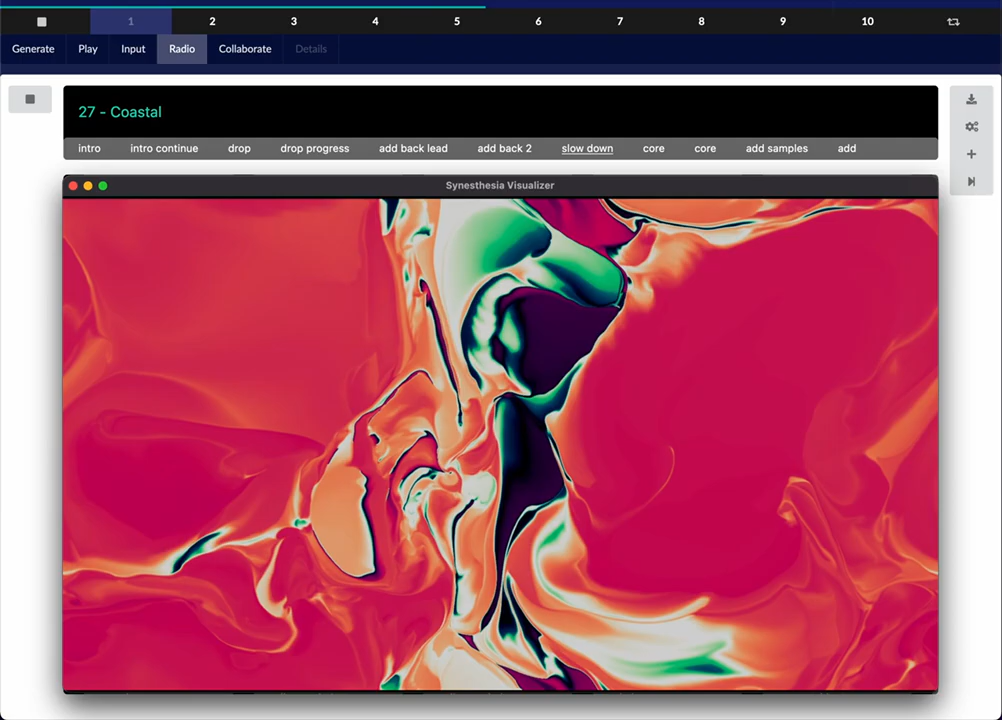 1 2 3 4 5 6 7 8 9 10
Generate Play Input Radio Collaborate Details
27 - Coastal
intro intro continue drop drop progress add back lead add back 2 slow down core core add samples add
Synesthesia Visualizer